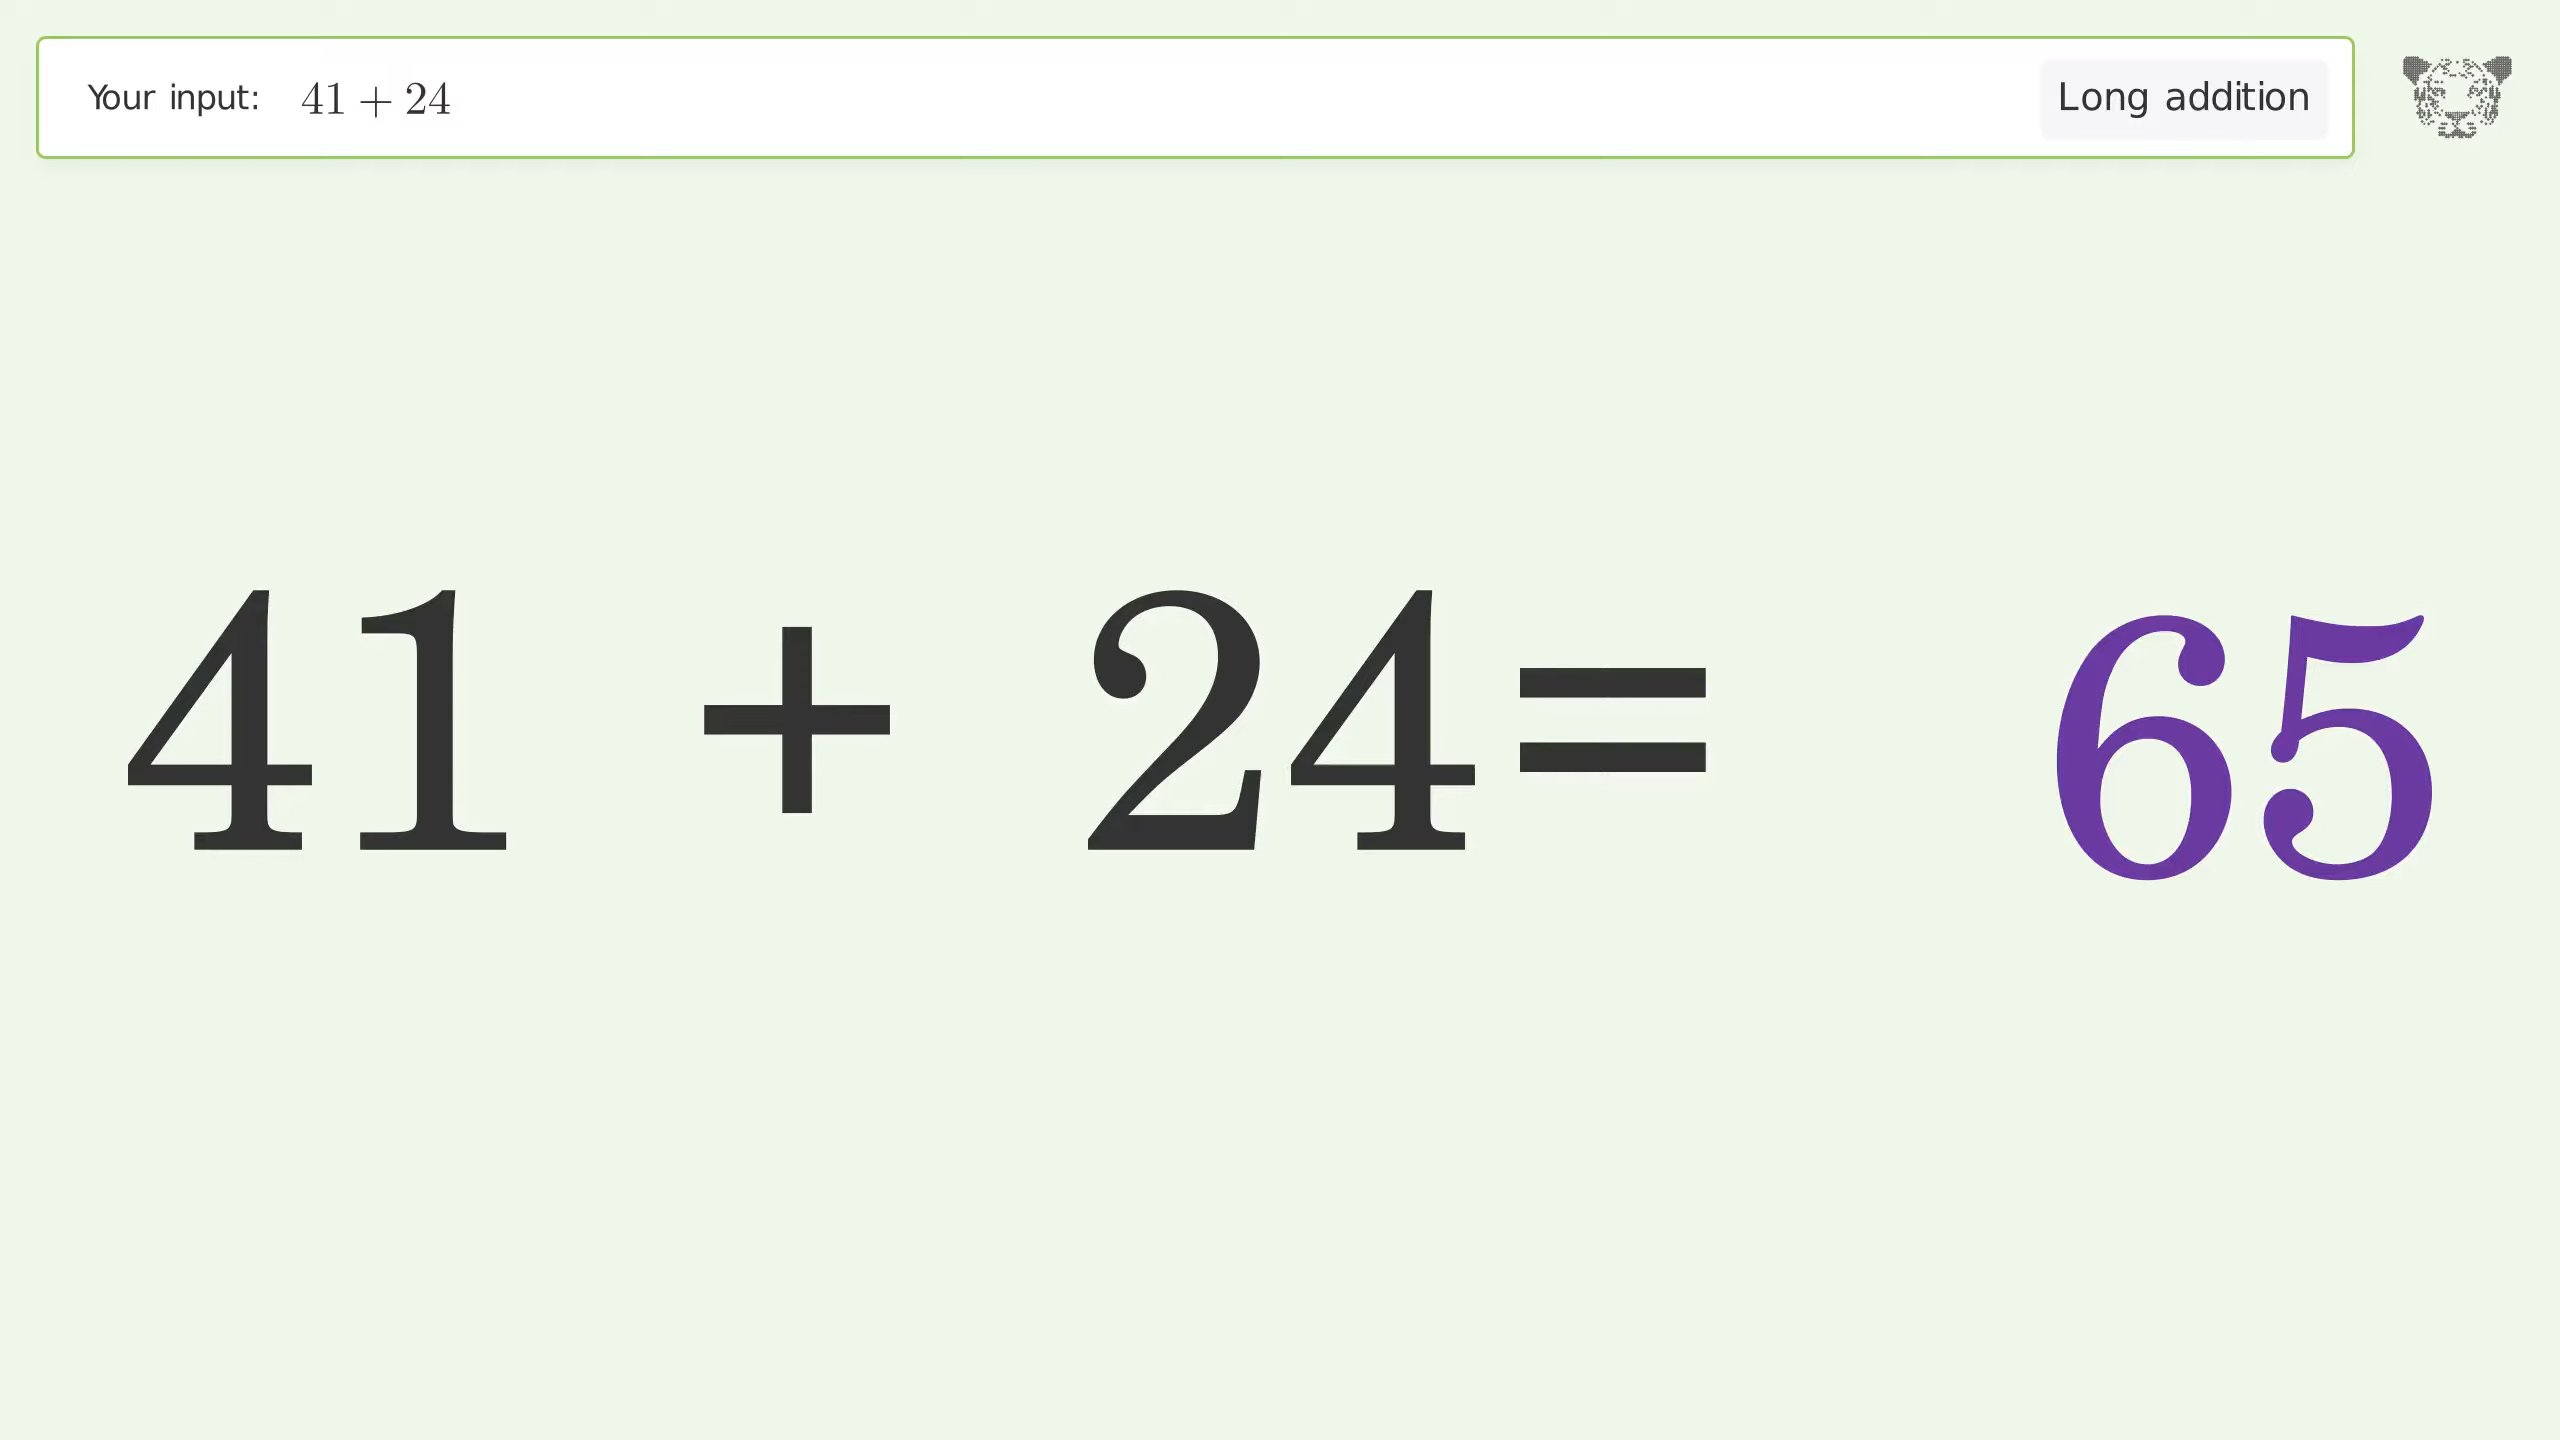 Your input: 41 + 24 Long addition
41 + 24 = 65